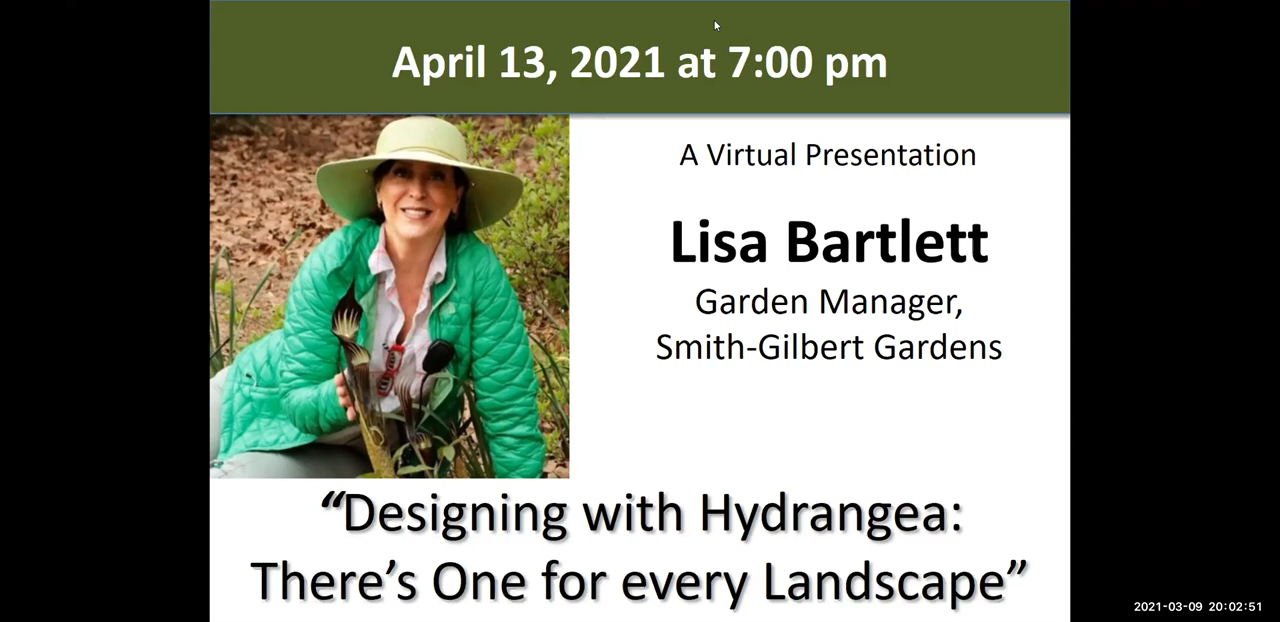 April 13, 2021 at 7:00 pm
A Virtual Presentation
Lisa Bartlett
Garden Manager,
Smith-Gilbert Gardens
“Designing with Hydrangea:
There’s One for every Landscape”
2021-03-09 20:02:51